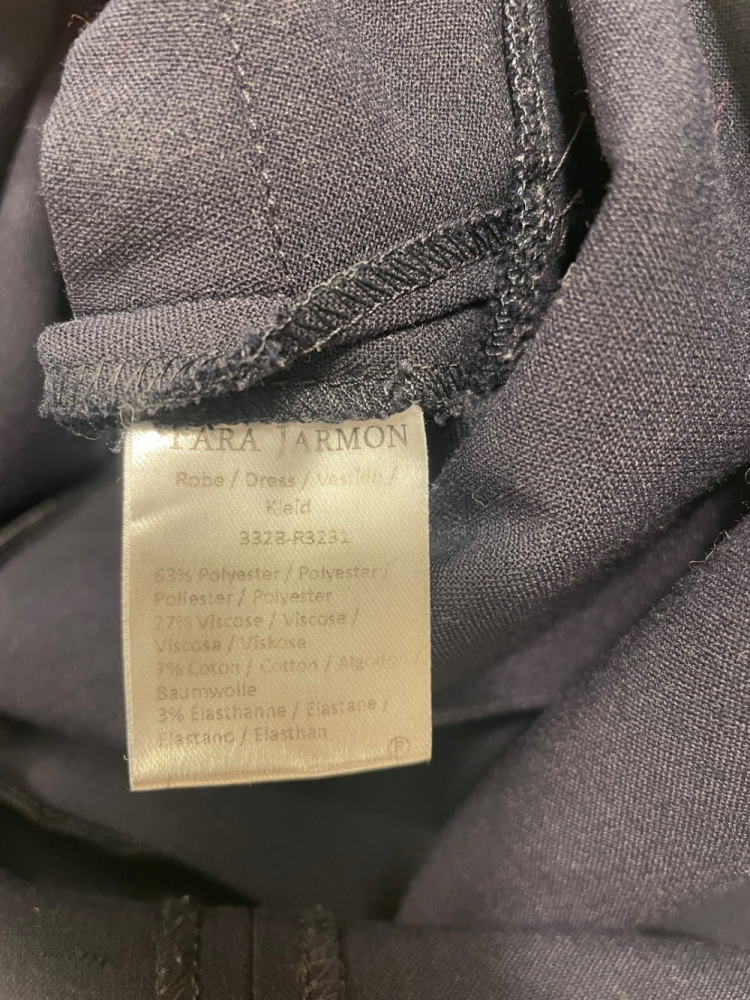 TARA JARMON
Robe / Dress / Vestido /
Kleid
3323-R3231
63% Polyester / Polyester /
Poliester / Polyester
27% Viscose / Viscose /
Viscosa / Viskose
7% Coton / Cotton / Algodon /
Baumwolle
3% Elasthanne / Elastane /
Elastano / Elasthan
®